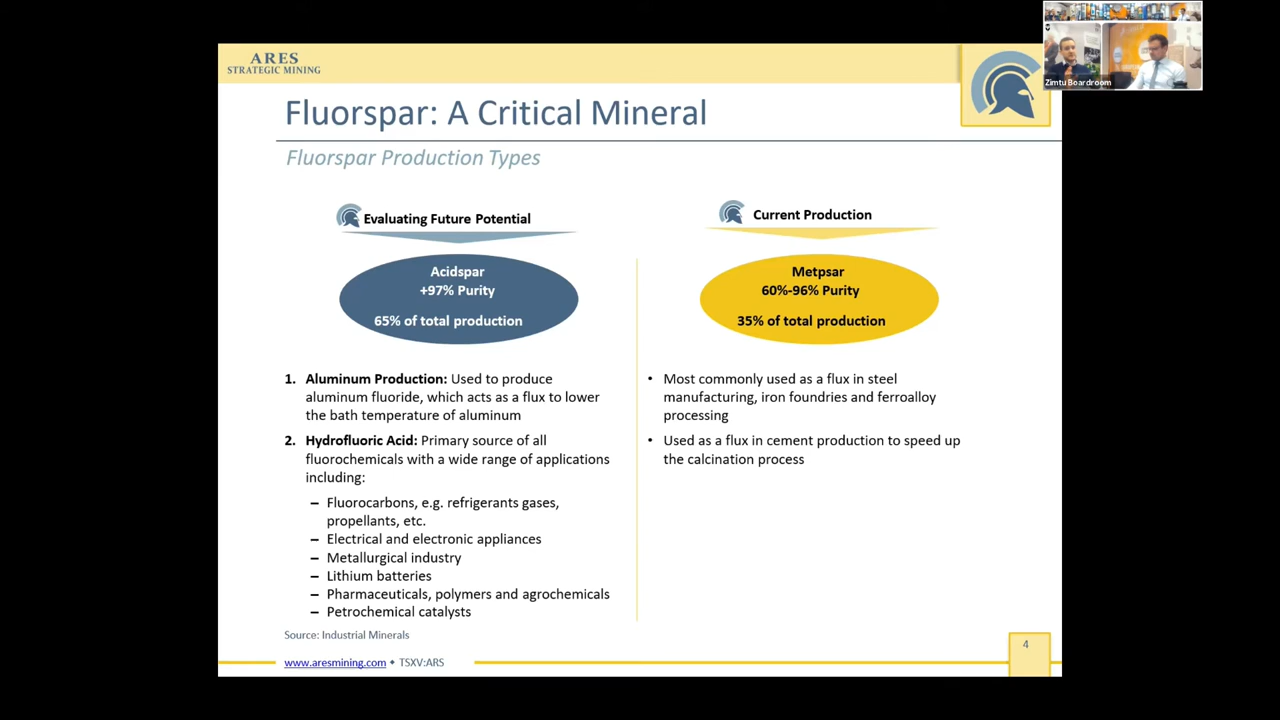 ARES
STRATEGIC MINING
Zimtu Boardroom
Fluorspar: A Critical Mineral
Fluorspar Production Types
Evaluating Future Potential
Acidspar
+97% Purity
65% of total production
1. Aluminum Production: Used to produce
aluminum fluoride, which acts as a flux to lower
the bath temperature of aluminum
2. Hydrofluoric Acid: Primary source of all
fluorochemicals with a wide range of applications
including:
– Fluorocarbons, e.g. refrigerants gases,
propellants, etc.
– Electrical and electronic appliances
– Metallurgical industry
– Lithium batteries
– Pharmaceuticals, polymers and agrochemicals
– Petrochemical catalysts
Current Production
Metpsar
60%-96% Purity
35% of total production
• Most commonly used as a flux in steel
manufacturing, iron foundries and ferroalloy
processing
• Used as a flux in cement production to speed up
the calcination process
Source: Industrial Minerals
www.aresmining.com ⬥ TSXV:ARS
4